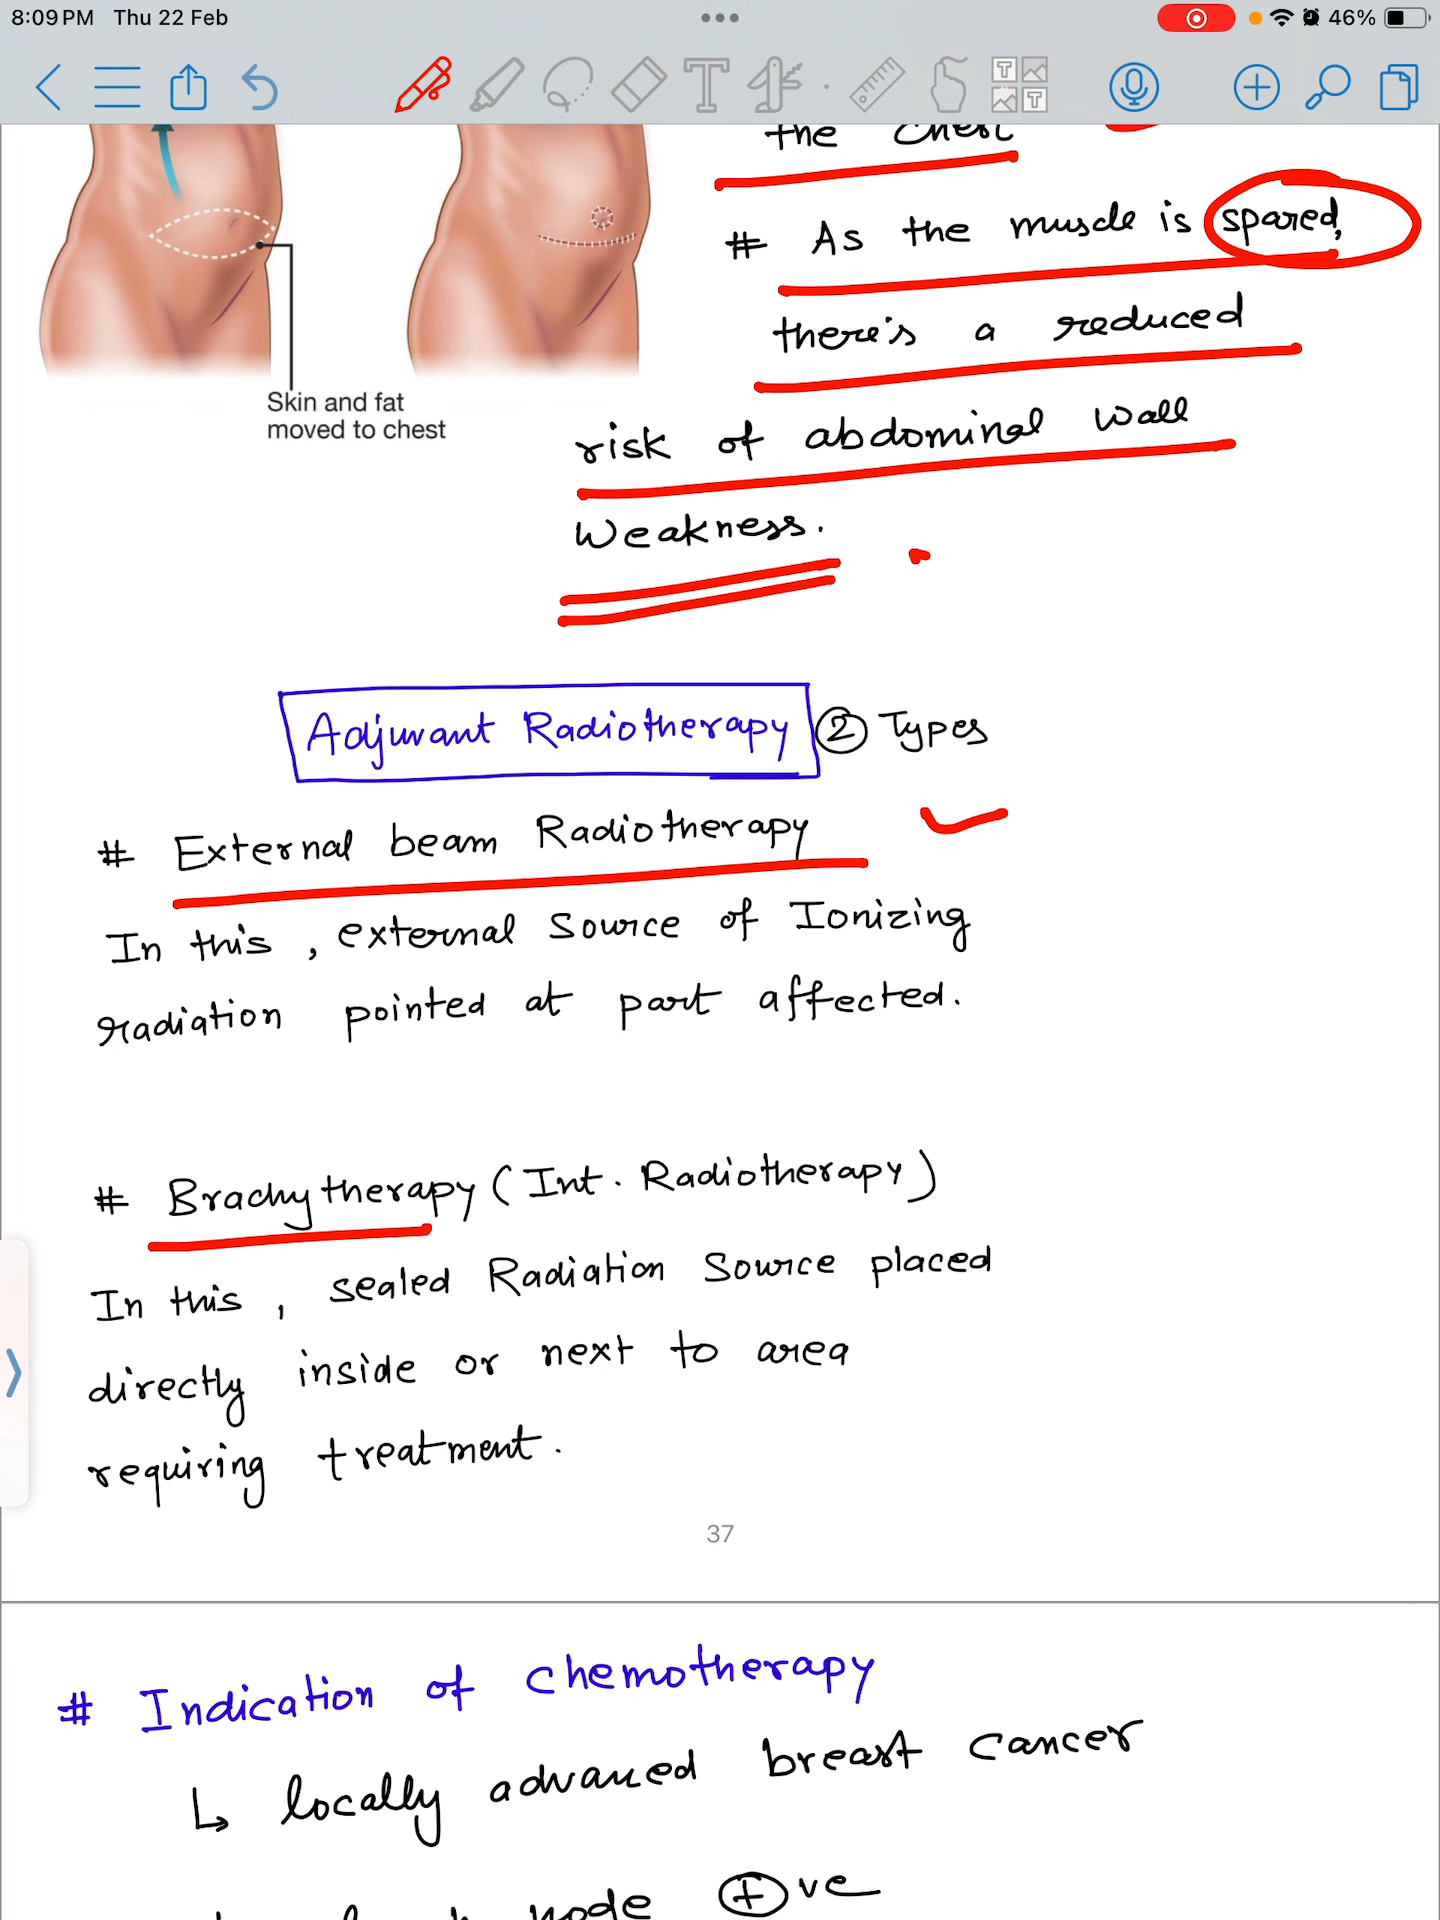 8:09 PM Thu 22 Feb
46%
the chest
# As the muscle is spared,
there's a reduced
Skin and fat
moved to chest
risk of abdominal wall
weakness.
Adjuvant Radiotherapy ② Types
# External beam Radiotherapy
In this, external source of Ionizing
radiation pointed at part affected.
# Brachytherapy (Int. Radiotherapy)
In this, sealed Radiation source placed
directly inside or next to area
requiring treatment.
37
# Indication of chemotherapy
↳ locally advanced breast cancer
node ⊕ve